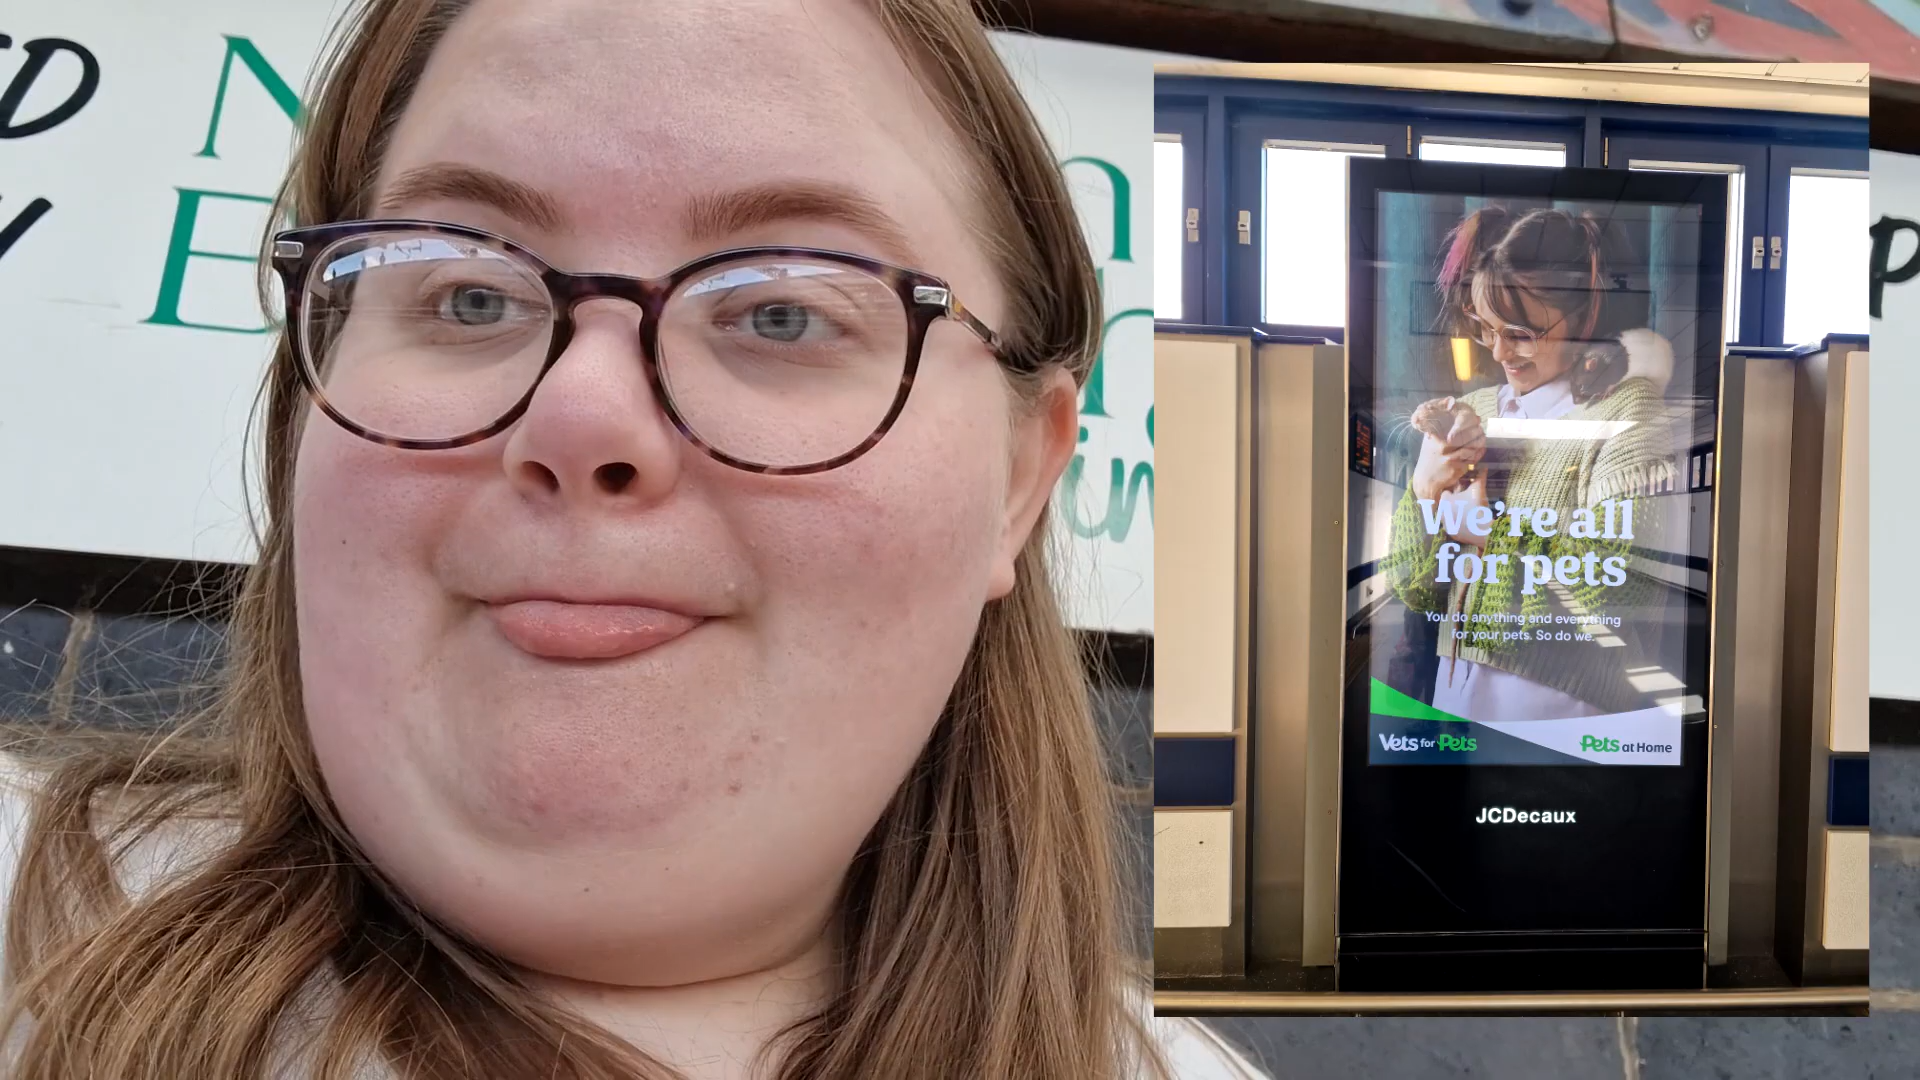 We're all
for pets
You do anything and everything
for your pets. So do we.
Vets for Pets
Pets at Home
JCDecaux